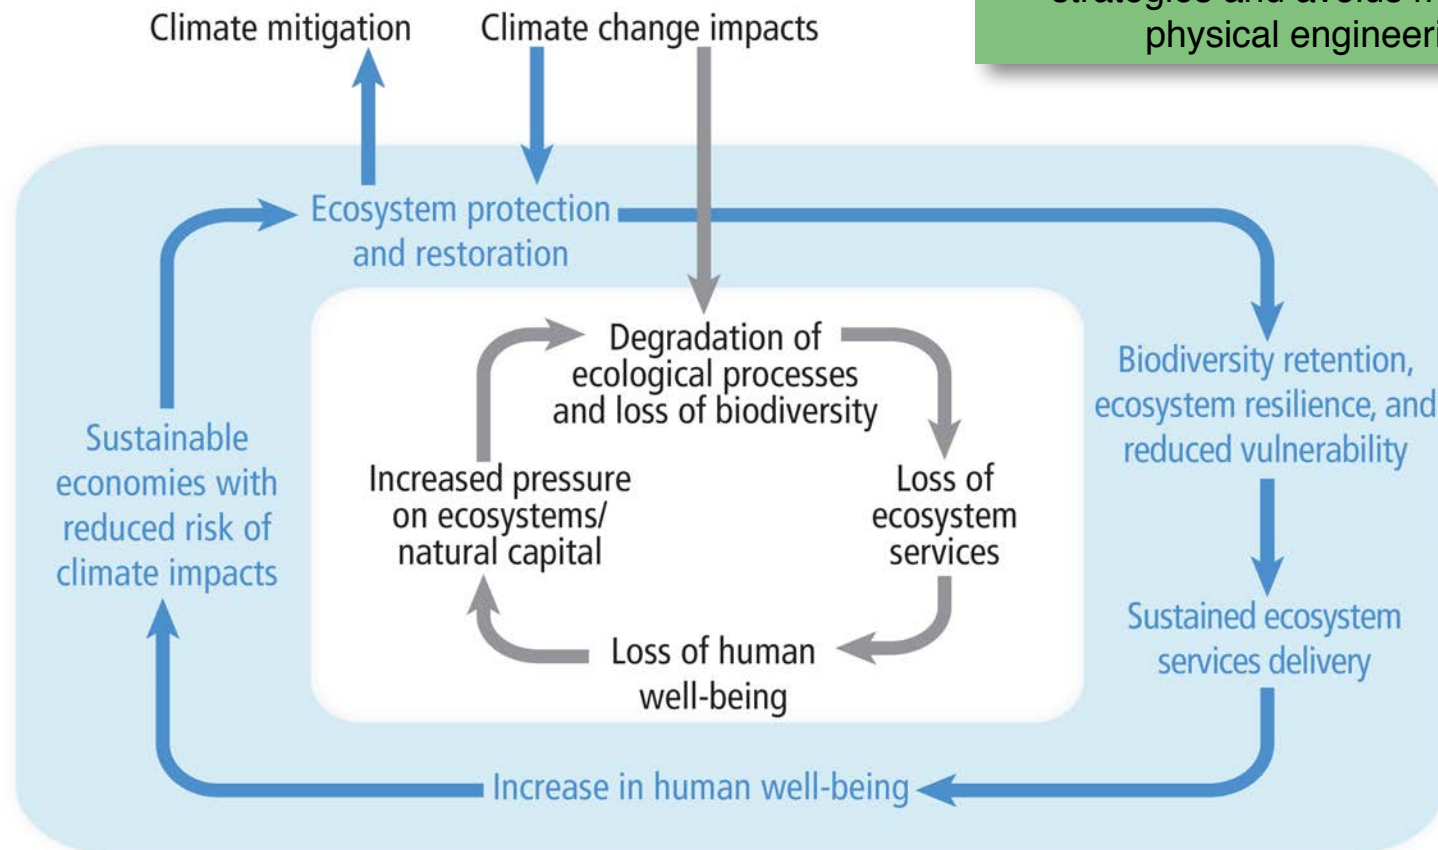 physical
Climate mitigation
Climate change impacts
Ecosystem protection
and restoration
Degradation of
ecological processes
and loss of biodiversity
Biodiversity retention,
ecosystem resilience, and
reduced vulnerability
Sustainable
economies with
reduced risk of
climate impacts
Increased pressure
on ecosystems/
natural capital
Loss of
ecosystem
services
Loss of human
well-being
Sustained ecosystem
services delivery
Increase in human well-being